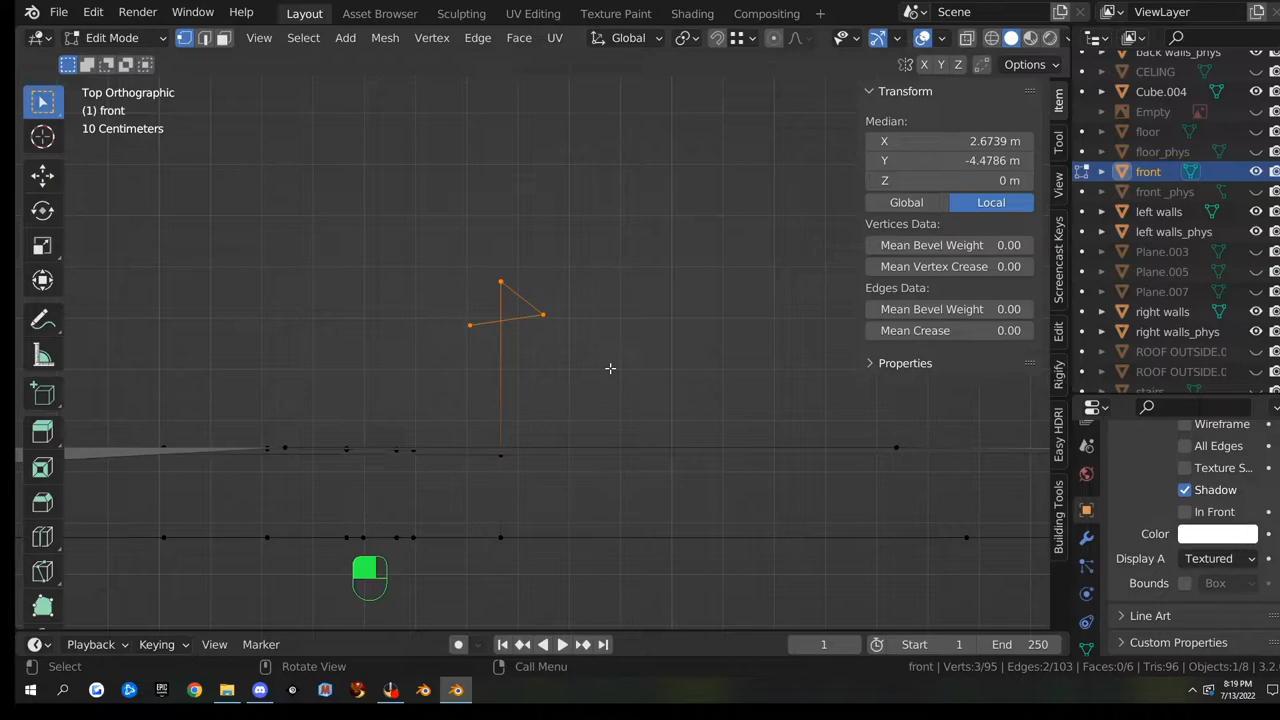 File Edit Render Window Help Layout Asset Browser Sculpting UV Editing Texture Paint Shading Compositing Scene ViewLayer
Edit Mode View Select Add Mesh Vertex Edge Face UV Global
X Y Z Options
Top Orthographic
(1) front
10 Centimeters
Transform
Median:
X 2.6739 m
Y -4.4786 m
Z 0 m
Global Local
Vertices Data:
Mean Bevel Weight 0.00
Mean Vertex Crease 0.00
Edges Data:
Mean Bevel Weight 0.00
Mean Crease 0.00
Properties
Item
Tool
View
Screencast Keys
Edit
Rigify
Easy HDRI
Building Tools
back walls_phys
CELING
Cube.004
Empty
floor
floor_phys
front
front _phys
left walls
left walls_phys
Plane.003
Plane.005
Plane.007
right walls
right walls_phys
ROOF OUTSIDE.0
ROOF OUTSIDE.0
stairs
Wireframe
All Edges
Texture S...
Shadow
In Front
Color
Display A Textured
Bounds Box
Line Art
Custom Properties
Playback Keying View Marker 1 Start 1 End 250
Select Rotate View Call Menu front | Verts:3/95 | Edges:2/103 | Faces:0/6 | Tris:96 | Objects:1/8 | 3.2.
8:19 PM
7/13/2022